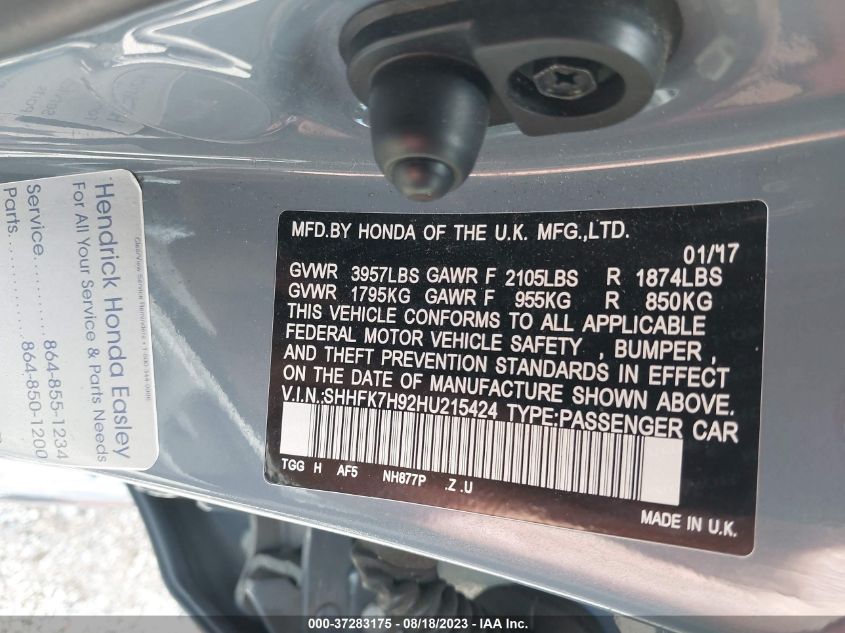 MFD.BY HONDA OF THE U.K. MFG.,LTD.
01/17
GVWR 3957LBS GAWR F 2105LBS R 1874LBS
GVWR 1795KG GAWR F 955KG R 850KG
THIS VEHICLE CONFORMS TO ALL APPLICABLE
FEDERAL MOTOR VEHICLE SAFETY , BUMPER ,
AND THEFT PREVENTION STANDARDS IN EFFECT
ON THE DATE OF MANUFACTURE SHOWN ABOVE.
V.I.N.:SHHFK7H92HU215424 TYPE:PASSENGER CAR
TGG H AF5 NH877P .Z .U
MADE IN U.K.
Hendrick Honda Easley
For All Your Service & Parts Needs
Service
864-855-1234
Parts
864-850-1200
000-37283175 - 08/18/2023 - IAA Inc.